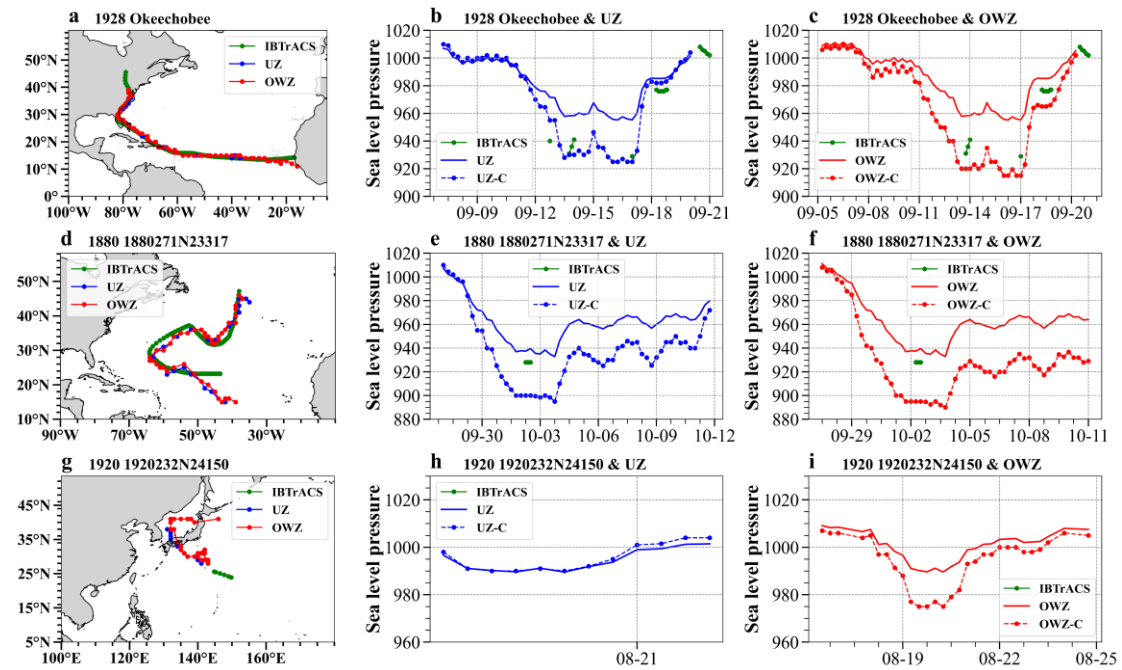 a 1928 Okeechobee
50°N
40°N
30°N
20°N
10°N
0°
100°W 80°W 60°W 40°W 20°W
IBTrACS
UZ
OWZ
b 1928 Okeechobee & UZ
Sea level pressure
1020
1000
980
960
940
920
900
09-09 09-12 09-15 09-18 09-21
IBTrACS
UZ
UZ-C
c 1928 Okeechobee & OWZ
Sea level pressure
1020
1000
980
960
940
920
900
09-05 09-08 09-11 09-14 09-17 09-20
IBTrACS
OWZ
OWZ-C
d 1880 1880271N23317
50°N
40°N
30°N
20°N
10°N
90°W 70°W 50°W 30°W
IBTrACS
UZ
OWZ
e 1880 1880271N23317 & UZ
Sea level pressure
1020
1000
980
960
940
920
900
880
09-30 10-03 10-06 10-09 10-12
IBTrACS
UZ
UZ-C
f 1880 1880271N23317 & OWZ
Sea level pressure
1020
1000
980
960
940
920
900
880
09-29 10-02 10-05 10-08 10-11
IBTrACS
OWZ
OWZ-C
g 1920 1920232N24150
45°N
35°N
25°N
15°N
5°N
100°E 120°E 140°E 160°E
IBTrACS
UZ
OWZ
h 1920 1920232N24150 & UZ
Sea level pressure
1020
1000
980
960
08-21
IBTrACS
UZ
UZ-C
i 1920 1920232N24150 & OWZ
Sea level pressure
1020
1000
980
960
08-19 08-22 08-25
IBTrACS
OWZ
OWZ-C